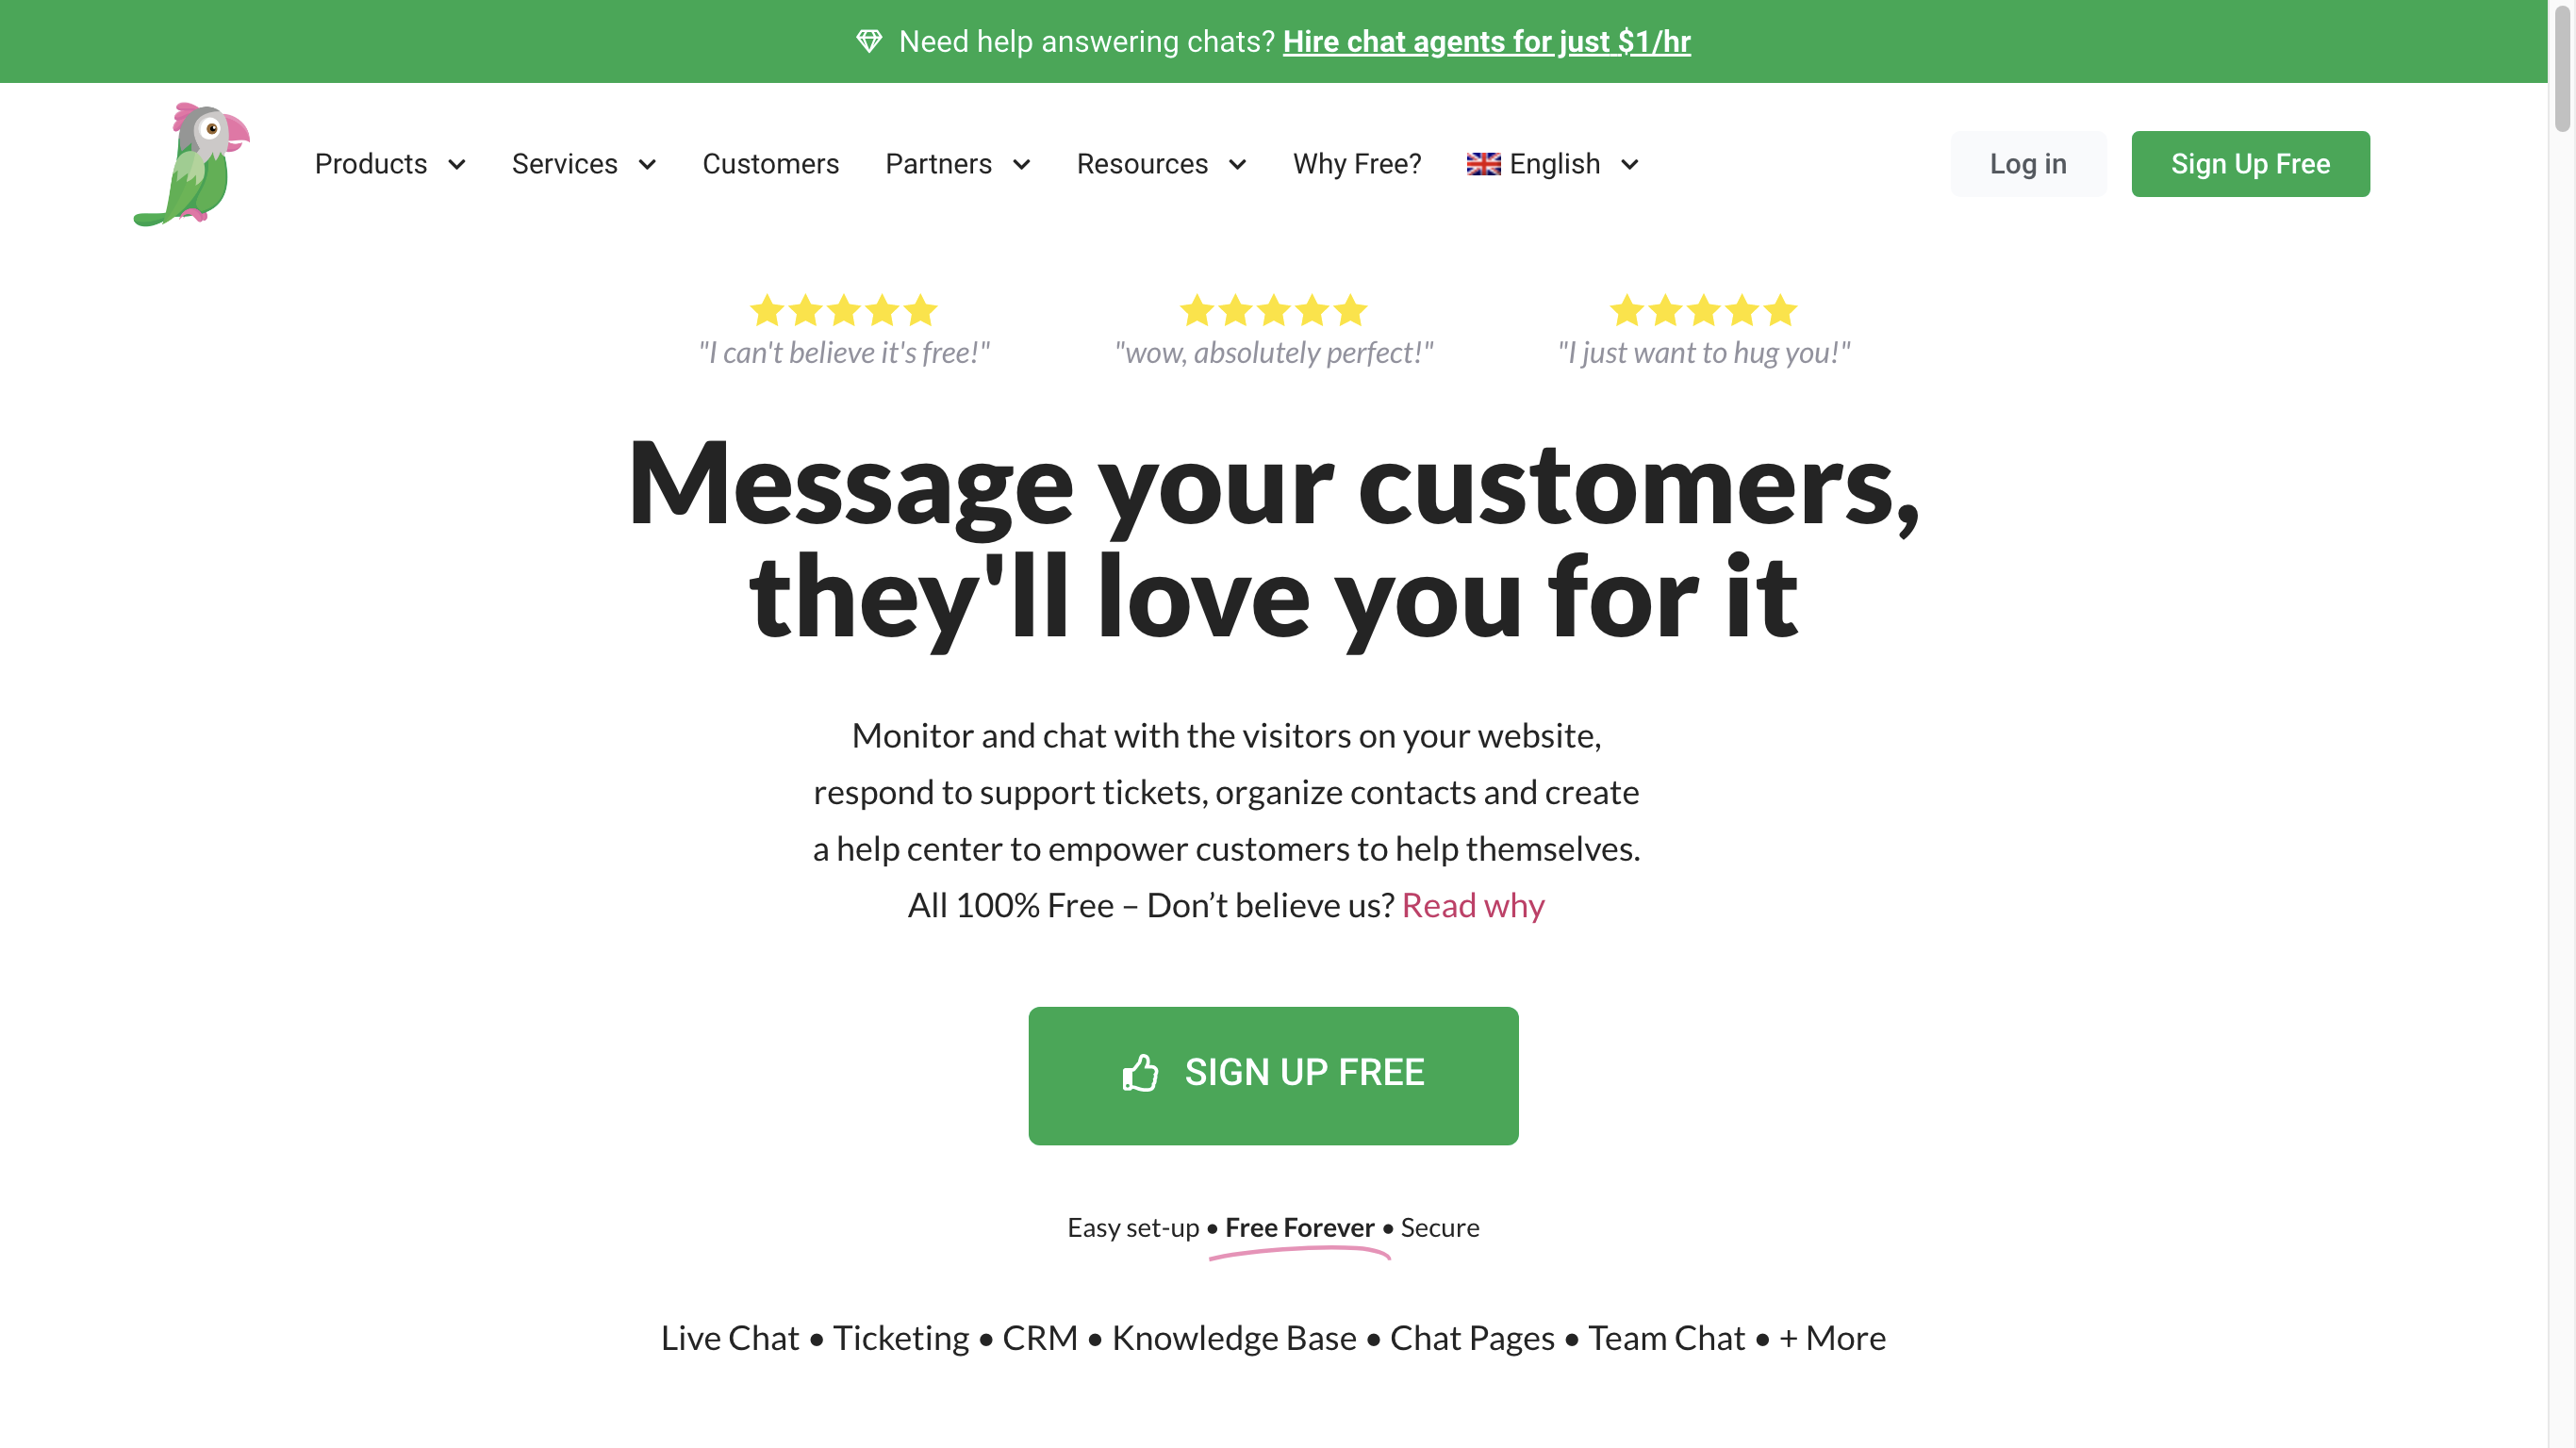 Need help answering chats? Hire chat agents for just $1/hr
Products Services Customers Partners Resources Why Free? English Log in Sign Up Free
"I can't believe it's free!" "wow, absolutely perfect!" "I just want to hug you!"
Message your customers,
they'll love you for it
Monitor and chat with the visitors on your website,
respond to support tickets, organize contacts and create
a help center to empower customers to help themselves.
All 100% Free – Don’t believe us? Read why
SIGN UP FREE
Easy set-up • Free Forever • Secure
Live Chat • Ticketing • CRM • Knowledge Base • Chat Pages • Team Chat • + More